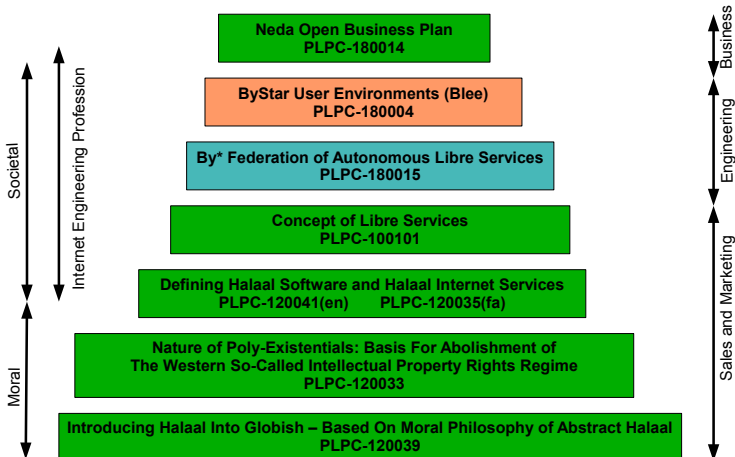 Neda Open Business Plan
PLPC-180014
ByStar User Environments (Blee)
PLPC-180004
By* Federation of Autonomous Libre Services
PLPC-180015
Concept of Libre Services
PLPC-100101
Defining Halaal Software and Halaal Internet Services
PLPC-120041(en) PLPC-120035(fa)
Nature of Poly-Existentials: Basis For Abolishment of
The Western So-Called Intellectual Property Rights Regime
PLPC-120033
Introducing Halaal Into Globish – Based On Moral Philosophy of Abstract Halaal
PLPC-120039
Societal
Moral
Internet Engineering Profession
Business
Engineering
Sales and Marketing